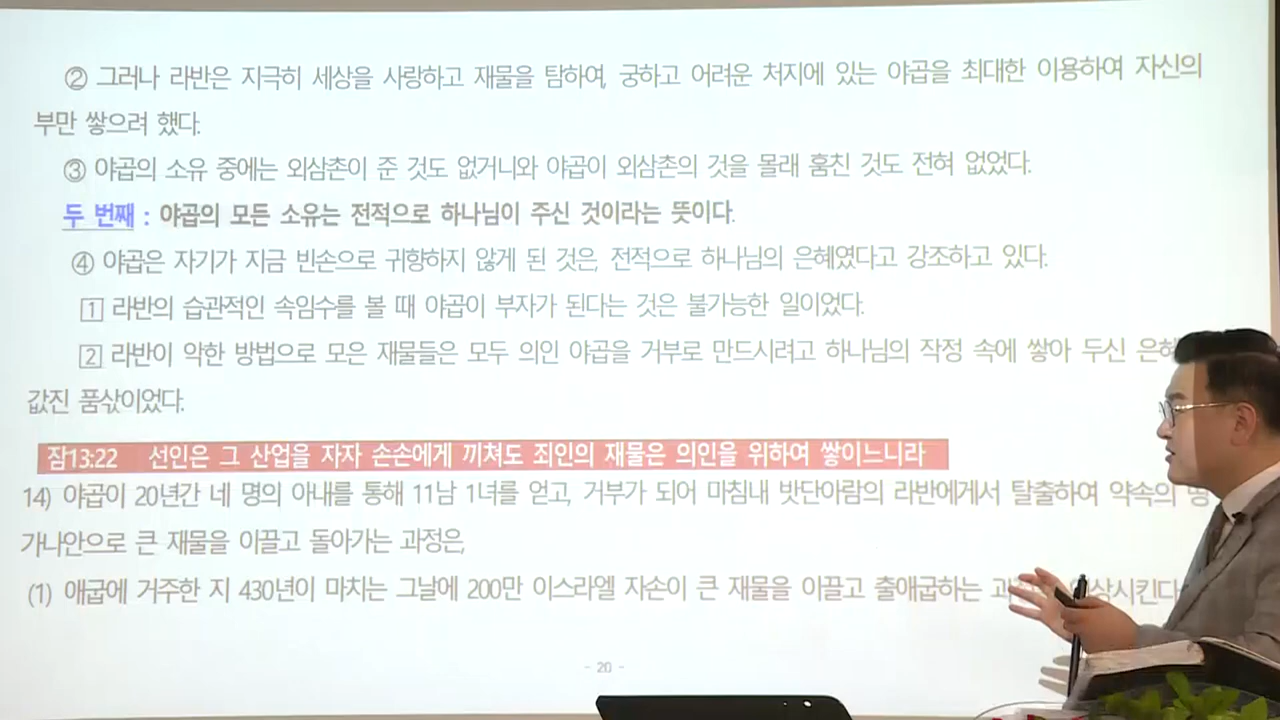 ② 그러나 라반은 지극히 세상을 사랑하고 재물을 탐하여, 궁하고 어려운 처지에 있는 야곱을 최대한 이용하여 자신의
부만 쌓으려 했다.
③ 야곱의 소유 중에는 외삼촌이 준 것도 없거니와 야곱이 외삼촌의 것을 몰래 훔친 것도 전혀 없었다.
두 번째 : 야곱의 모든 소유는 전적으로 하나님이 주신 것이라는 뜻이다.
④ 야곱은 자기가 지금 빈손으로 귀향하지 않게 된 것은, 전적으로 하나님의 은혜였다고 강조하고 있다.
1 라반의 습관적인 속임수를 볼 때 야곱이 부자가 된다는 것은 불가능한 일이었다.
2 라반이 악한 방법으로 모은 재물들은 모두 의인 야곱을 거부로 만드시려고 하나님의 작정 속에 쌓아 두신
값진 품삯이었다.
잠13:22 선인은 그 산업을 자자 손손에게 끼쳐도 죄인의 재물은 의인을 위하여 쌓이느니라
14) 야곱이 20년간 네 명의 아내를 통해 11남 1녀를 얻고, 거부가 되어 마침내 밧단아람의 라반에게서 탈출하여 약속의
가나안으로 큰 재물을 이끌고 돌아가는 과정은,
(1) 애굽에 거주한 지 430년이 마치는 그날에 200만 이스라엘 자손이 큰 재물을 이끌고 출애굽하는
- 20 -